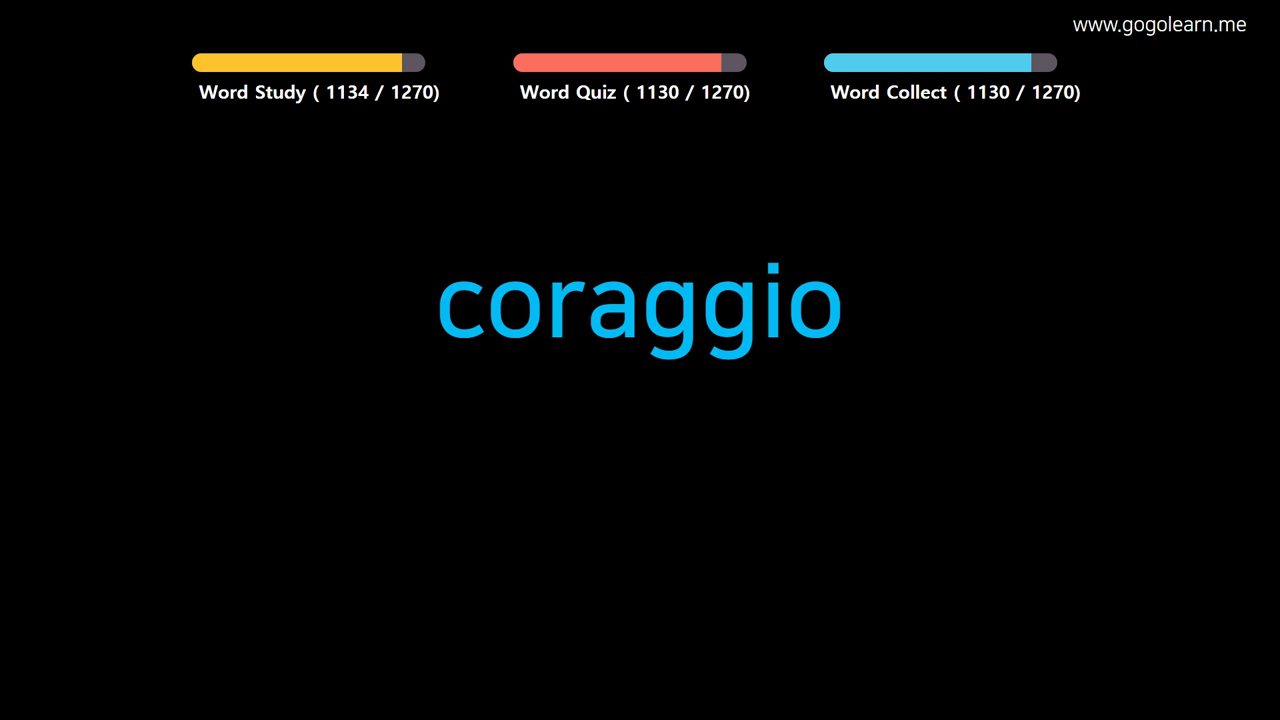 www.gogolearn.me
Word Study ( 1134 / 1270)
Word Quiz ( 1130 / 1270)
Word Collect ( 1130 / 1270)
coraggio